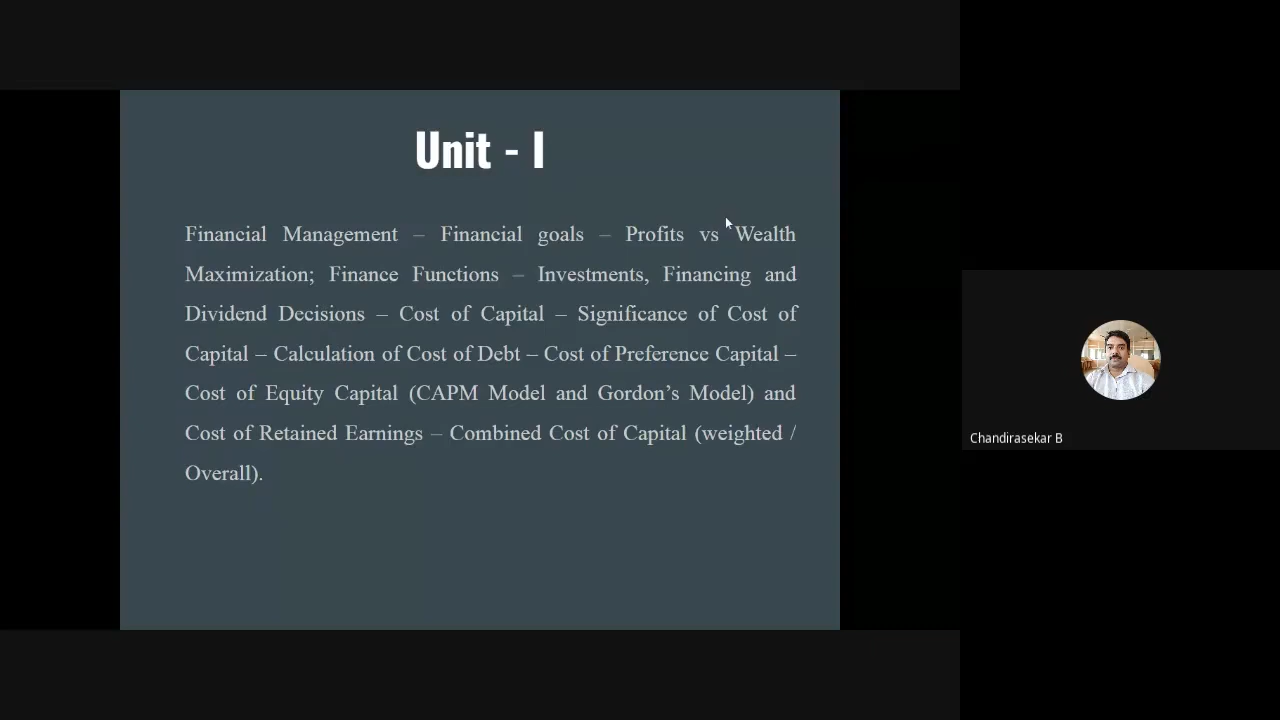 Unit - I
Financial Management – Financial goals – Profits vs Wealth
Maximization; Finance Functions – Investments, Financing and
Dividend Decisions – Cost of Capital – Significance of Cost of
Capital – Calculation of Cost of Debt – Cost of Preference Capital –
Cost of Equity Capital (CAPM Model and Gordon’s Model) and
Cost of Retained Earnings – Combined Cost of Capital (weighted /
Overall).
Chandirasekar B